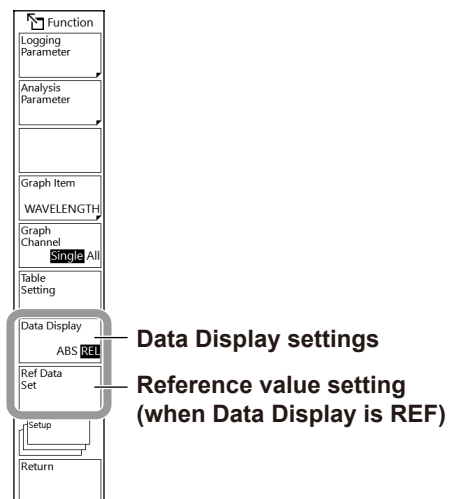 Function
Logging
Parameter
Analysis
Parameter
Graph Item
WAVELENGTH
Graph
Channel
Single All
Table
Setting
Data Display
ABS REL
Ref Data
Set
Setup
Return
Data Display settings
Reference value setting
(when Data Display is REF)